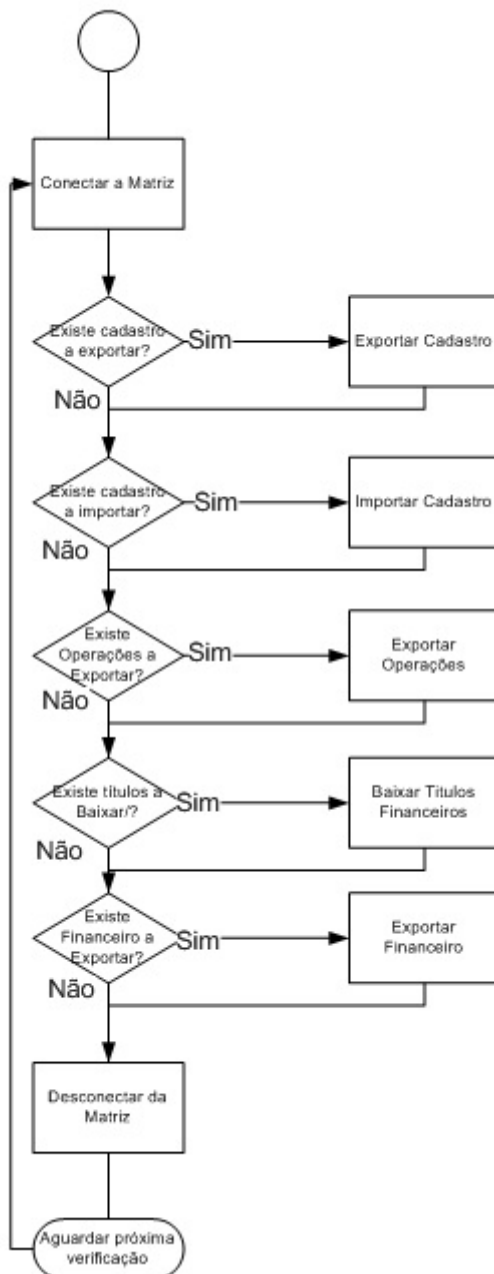 Conectar a Matriz
Existe cadastro
a exportar?
Sim
Exportar Cadastro
Não
Existe cadastro
a importar?
Sim
Importar Cadastro
Não
Existe
Operações a
Exportar?
Sim
Exportar
Operações
Não
Existe títulos a
Baixar/?
Sim
Baixar Titulos
Financeiros
Não
Existe
Financeiro a
Exportar?
Sim
Exportar
Financeiro
Não
Desconectar da
Matriz
Aguardar próxima
verificação